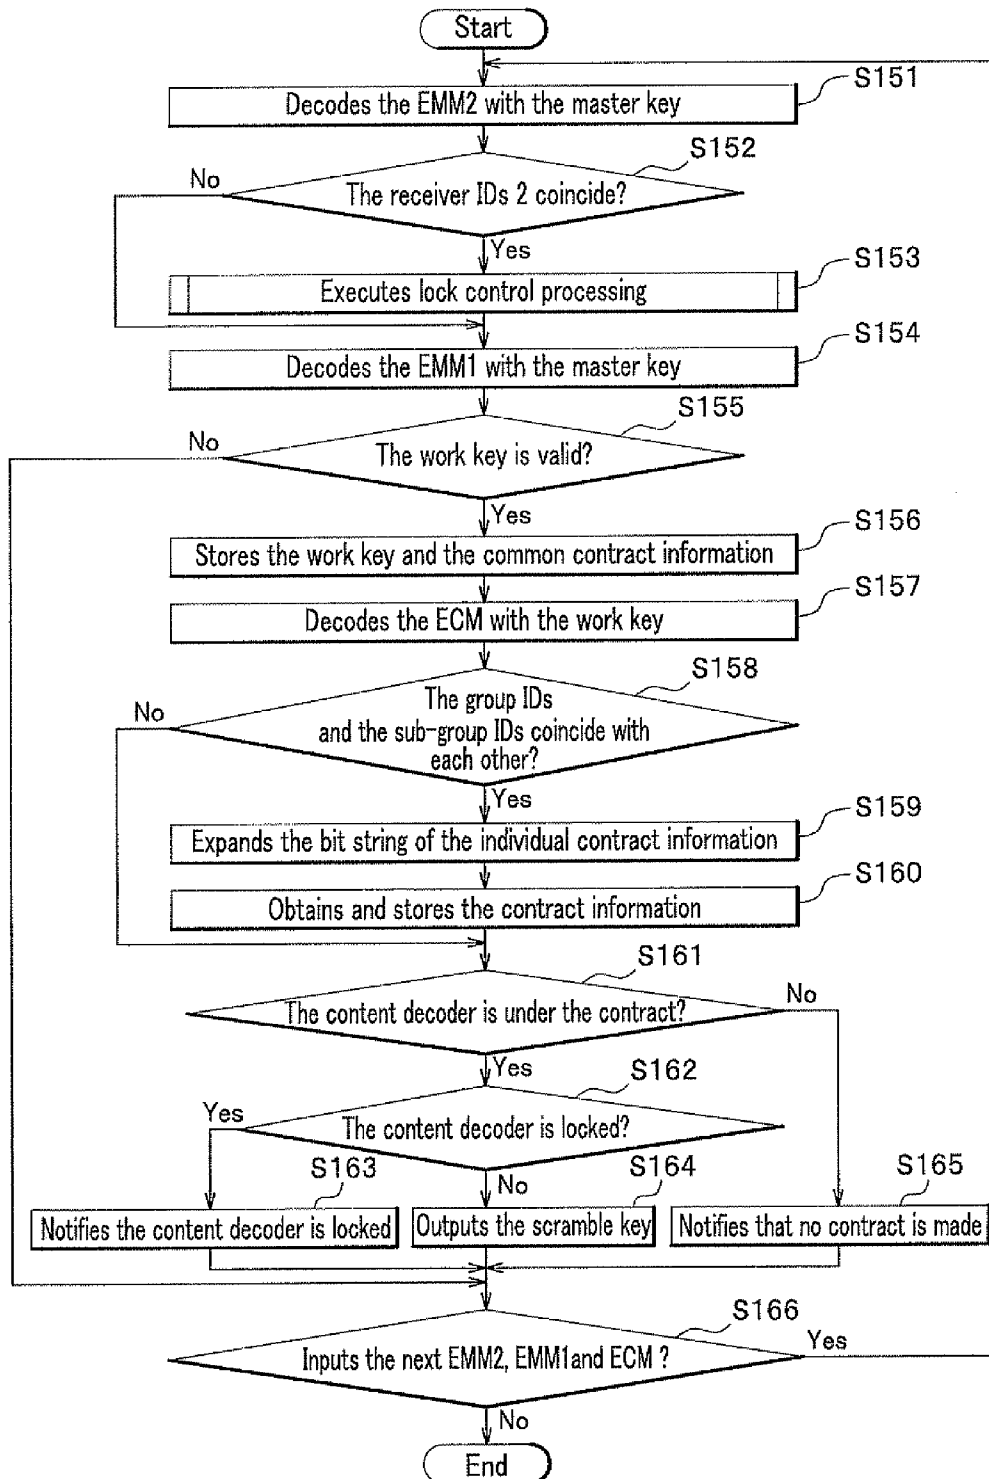 Start
S151
Decodes the EMM2 with the master key
S152
No
The receiver IDs 2 coincide?
Yes
S153
Executes lock control processing
S154
Decodes the EMM1 with the master key
S155
No
The work key is valid?
Yes
S156
Stores the work key and the common contract information
S157
Decodes the ECM with the work key
S158
No
The group IDs
and the sub-group IDs coincide with
each other?
Yes
S159
Expands the bit string of the individual contract information
S160
Obtains and stores the contract information
S161
No
The content decoder is under the contract?
Yes
S162
Yes
The content decoder is locked?
S163
No
S164
S165
Notifies the content decoder is locked
Outputs the scramble key
Notifies that no contract is made
S166
Yes
Inputs the next EMM2, EMM1and ECM ?
No
End